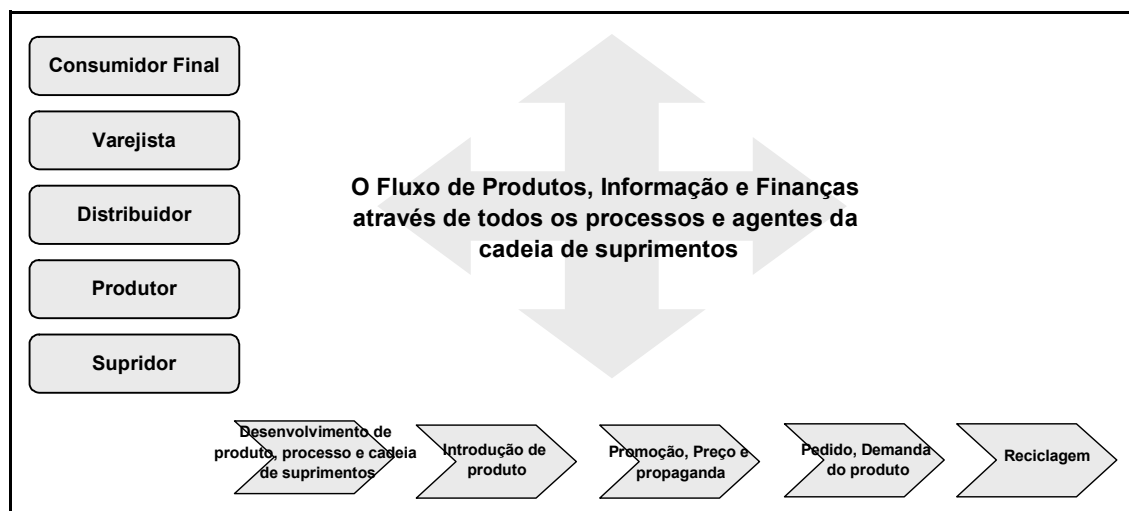 Consumidor Final
Varejista
Distribuidor
Produtor
Supridor
O Fluxo de Produtos, Informação e Finanças
através de todos os processos e agentes da
cadeia de suprimentos
Desenvolvimento de
produto, processo e cadeia
de suprimentos
Introdução de
produto
Promoção, Preço e
propaganda
Pedido, Demanda
do produto
Reciclagem